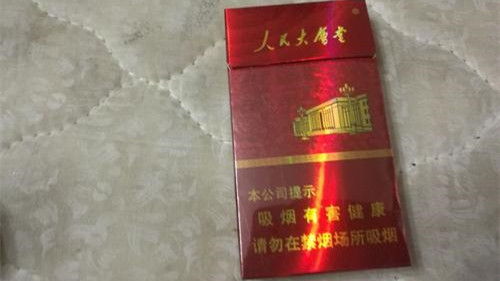 人民大會堂
本公司提示
吸烟有害健康
请勿在禁烟场所吸烟